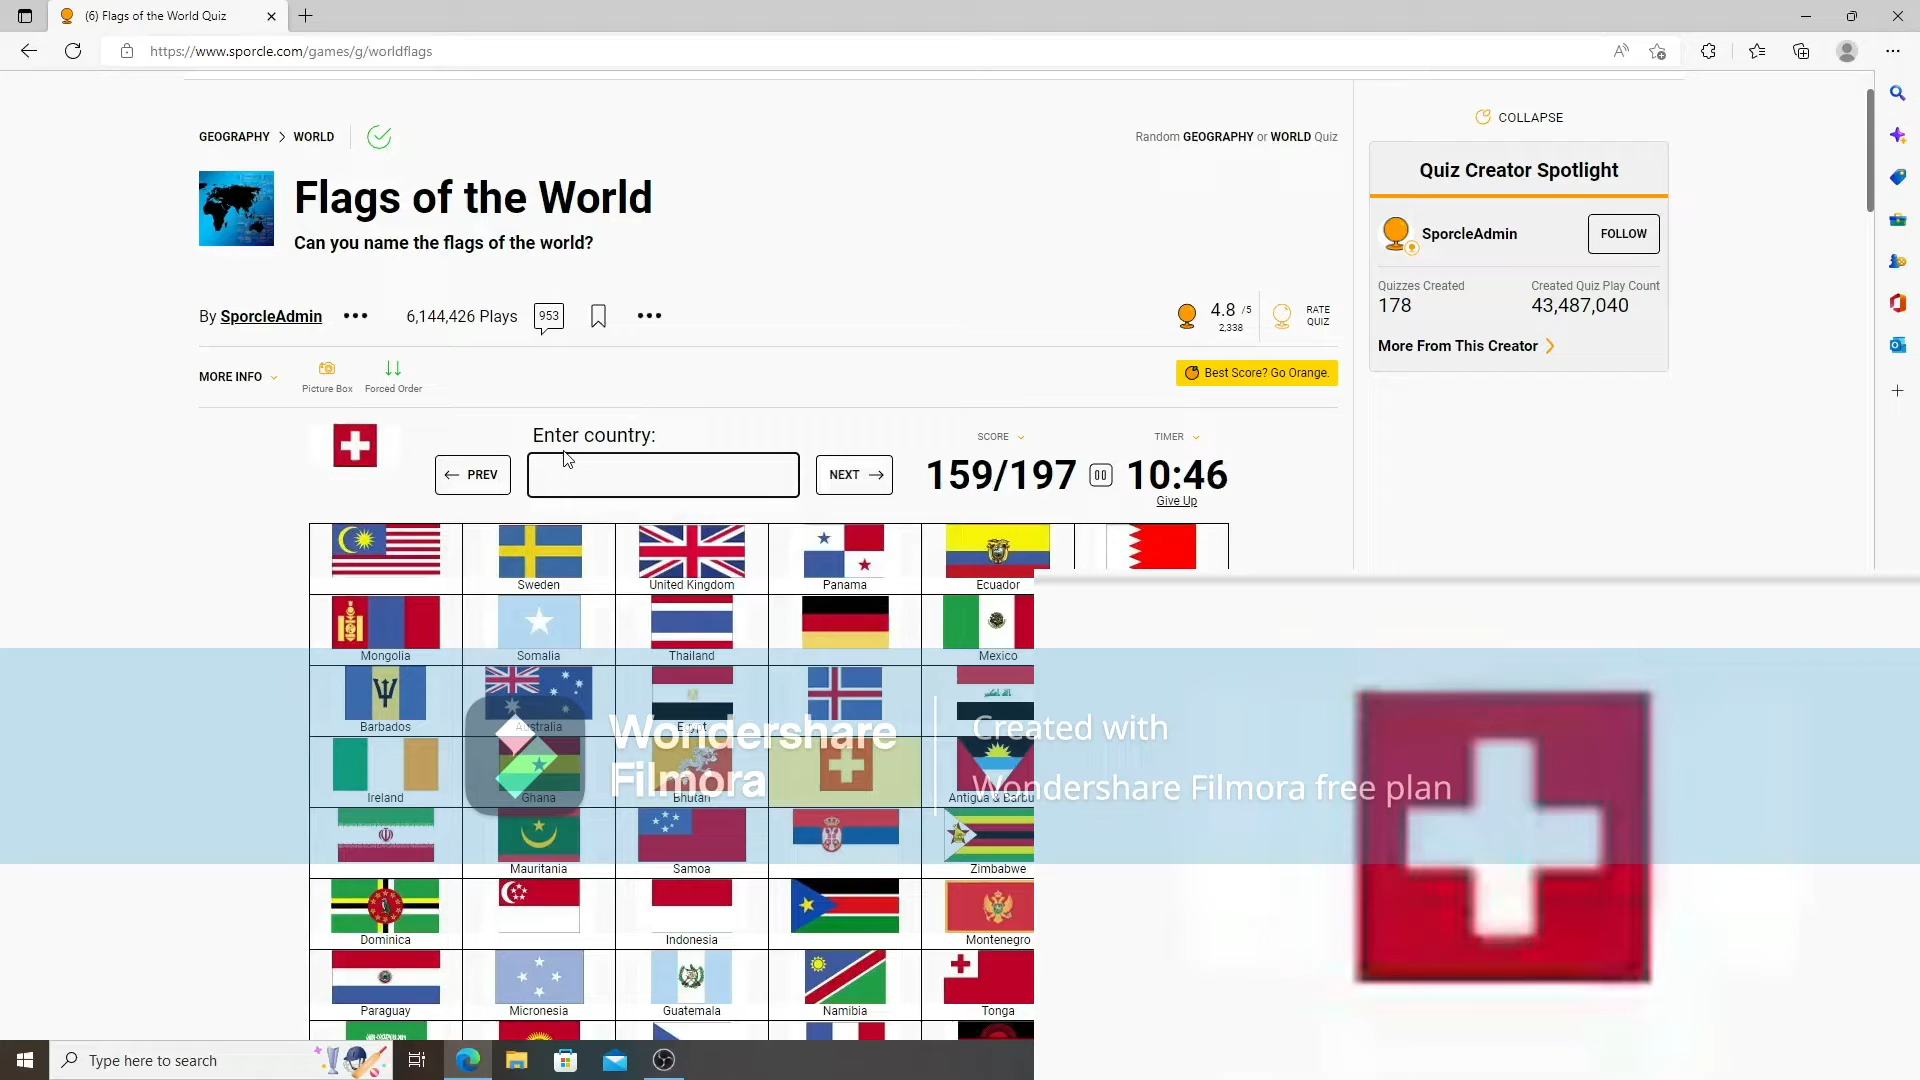 (6) Flags of the World Quiz
https://www.sporcle.com/games/g/worldflags
GEOGRAPHY > WORLD
Random GEOGRAPHY or WORLD Quiz
COLLAPSE
Flags of the World
Can you name the flags of the world?
Quiz Creator Spotlight
SporcleAdmin
FOLLOW
Quizzes Created
Created Quiz Play Count
178
43,487,040
More From This Creator
By SporcleAdmin
6,144,426 Plays
953
4.8 /5
2,338
RATE
QUIZ
MORE INFO
Picture Box
Forced Order
Best Score? Go Orange.
Enter country:
PREV
NEXT
SCORE
TIMER
159/197
10:46
Give Up
Sweden
United Kingdom
Panama
Ecuador
Mongolia
Somalia
Thailand
Mexico
Barbados
Australia
Egypt
Wondershare
Filmora
Created with
Wondershare Filmora free plan
Ireland
Ghana
Bhutan
Antigua & Barbu
Mauritania
Samoa
Zimbabwe
Dominica
Indonesia
Montenegro
Paraguay
Micronesia
Guatemala
Namibia
Tonga
Type here to search